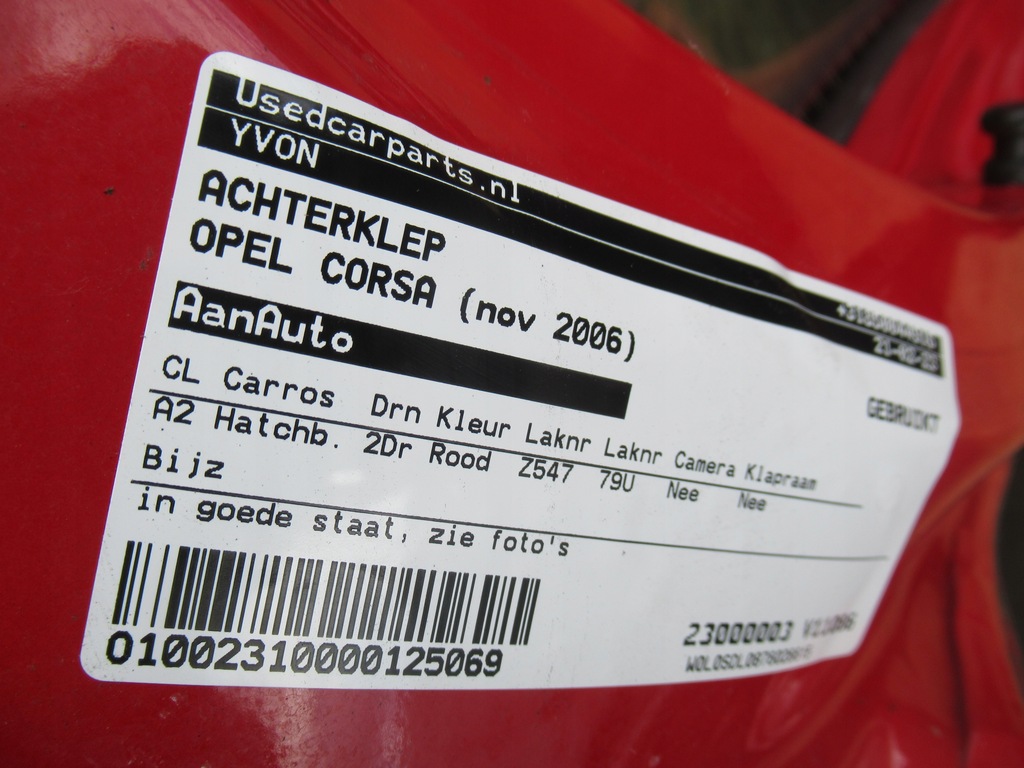 Usedcarparts.nl
YVON
ACHTERKLEP
OPEL CORSA (nov 2006)
GEBRUIKT
AanAuto
CL Carros Drn Kleur Laknr Laknr Camera Klapraam
A2 Hatchb. 2Dr Rood Z547 79U Nee Nee
Bijz
in goede staat, zie foto's
O1002310000125069
23000003